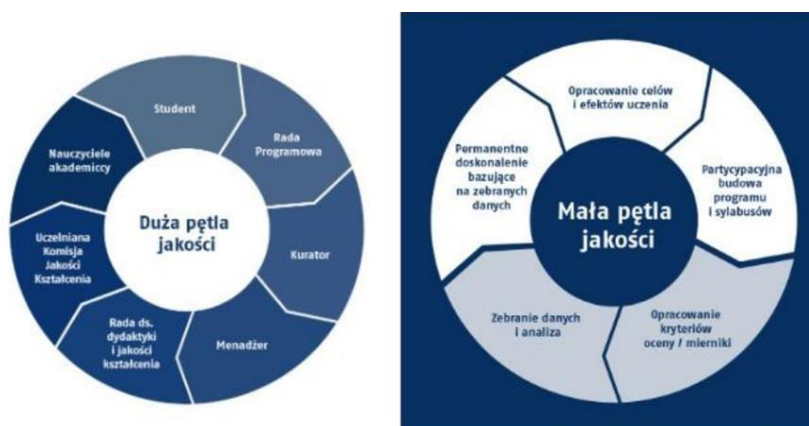 Duża pętla
jakości
Student
Rada
Programowa
Kurator
Menadżer
Rada ds.
dydaktyki
i jakości
kształcenia
Uczelniana
Komisja
Jakości
Kształcenia
Nauczyciele
akademiccy
Mała pętla
jakości
Opracowanie celów
i efektów uczenia
Partycypacyjna
budowa
programu
i sylabusów
Opracowanie
kryteriów
oceny / mierniki
Zebranie danych
i analiza
Permanentne
doskonalenie
bazujące
na zebranych
danych